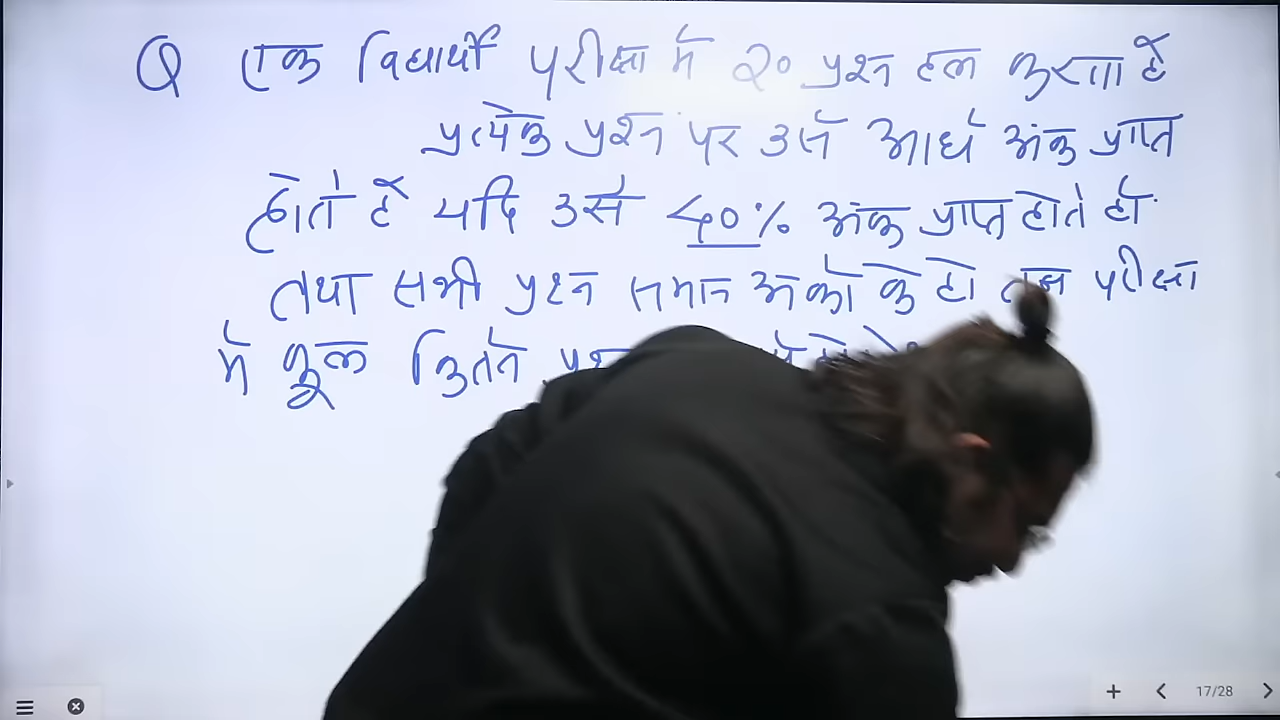 Q एक विद्यार्थी परीक्षा में 20 प्रश्न हल करता है
प्रत्येक प्रश्न पर उसे आधे अंक प्राप्त
होते है यदि उसे 40% अंक प्राप्त होते हो
तथा सभी प्रश्न समान अंको के हो परीक्षा
में कुल कितने
17/28